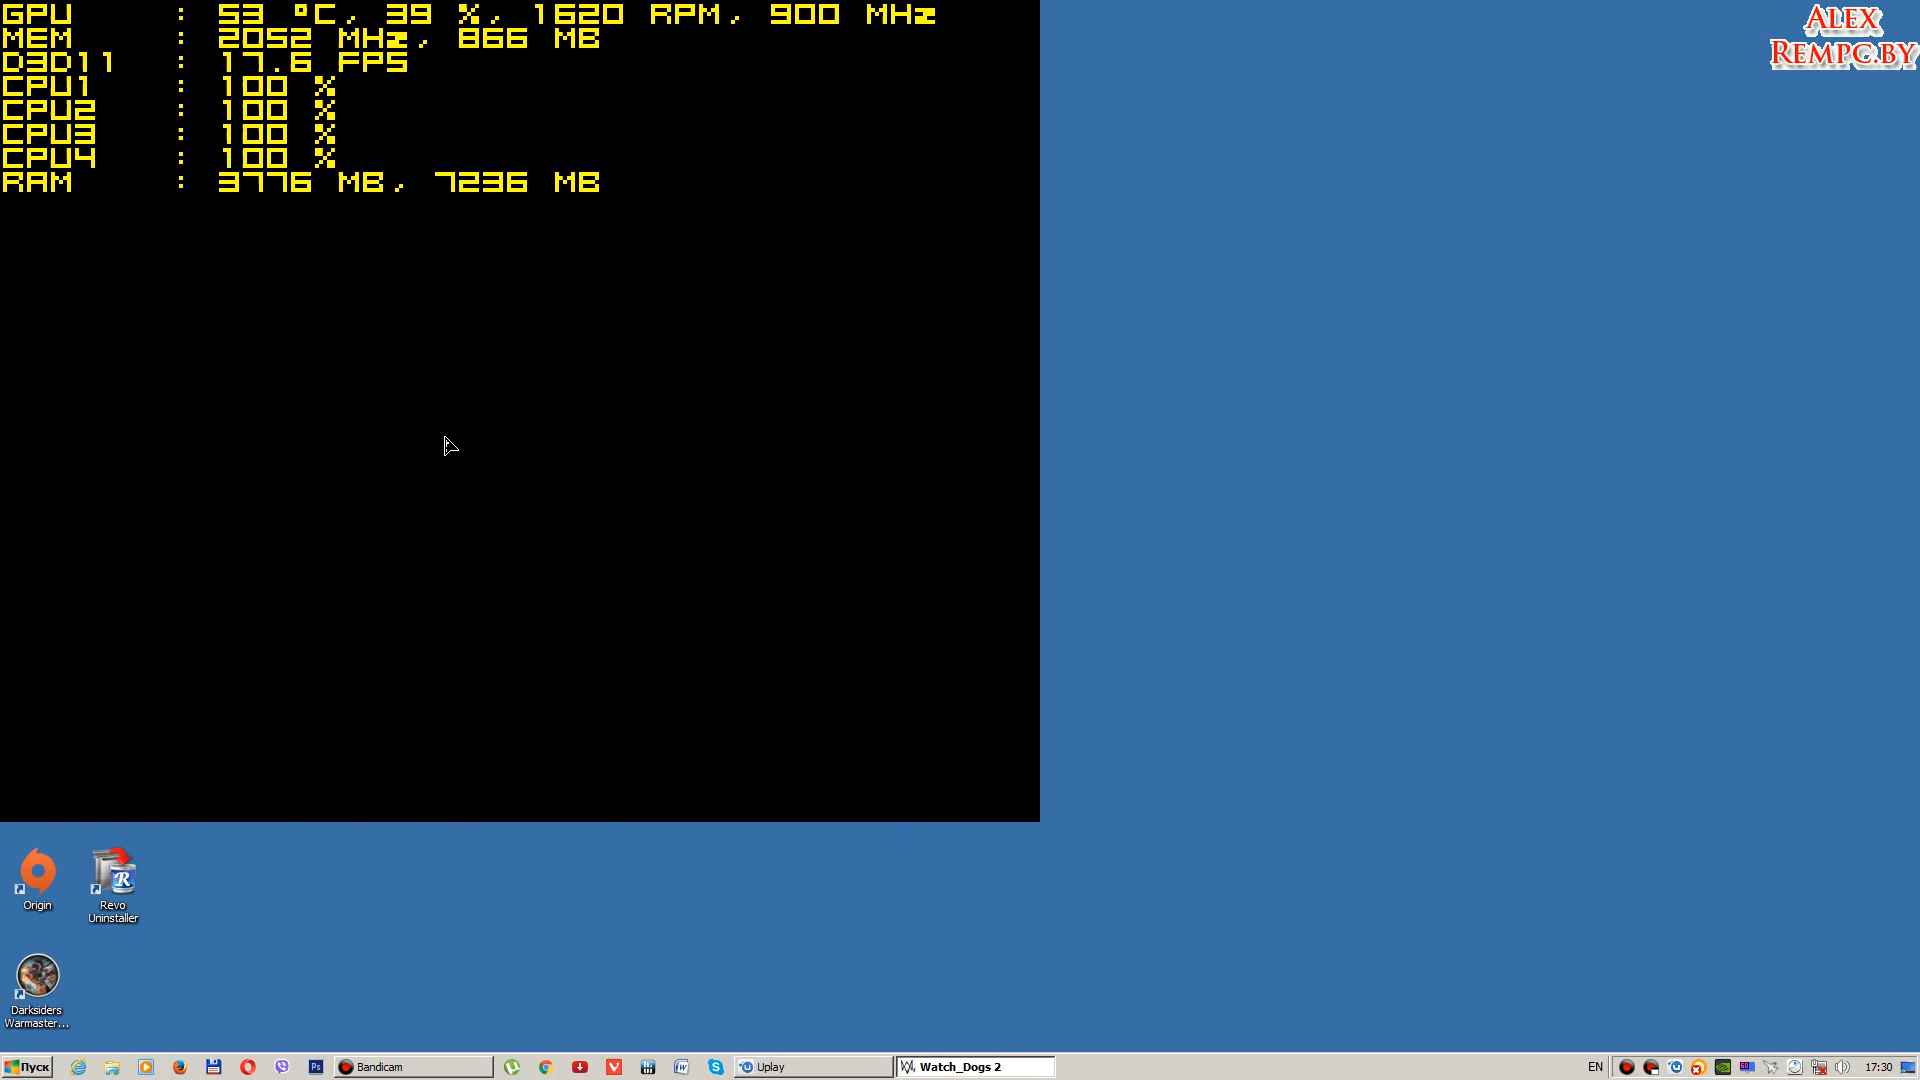 GPU : 53 °C, 39 %, 1620 RPM, 900 MHz
MEM : 2052 MHz, 866 MB
D3D11 : 17.6 FPS
CPU1 : 100 %
CPU2 : 100 %
CPU3 : 100 %
CPU4 : 100 %
RAM : 3776 MB, 7236 MB
Alex
Rempc.by
Origin
Revo
Uninstaller
Darksiders
Warmaster...
Пуск
Ps
Bandicam
Uplay
Watch_Dogs 2
EN
17:30